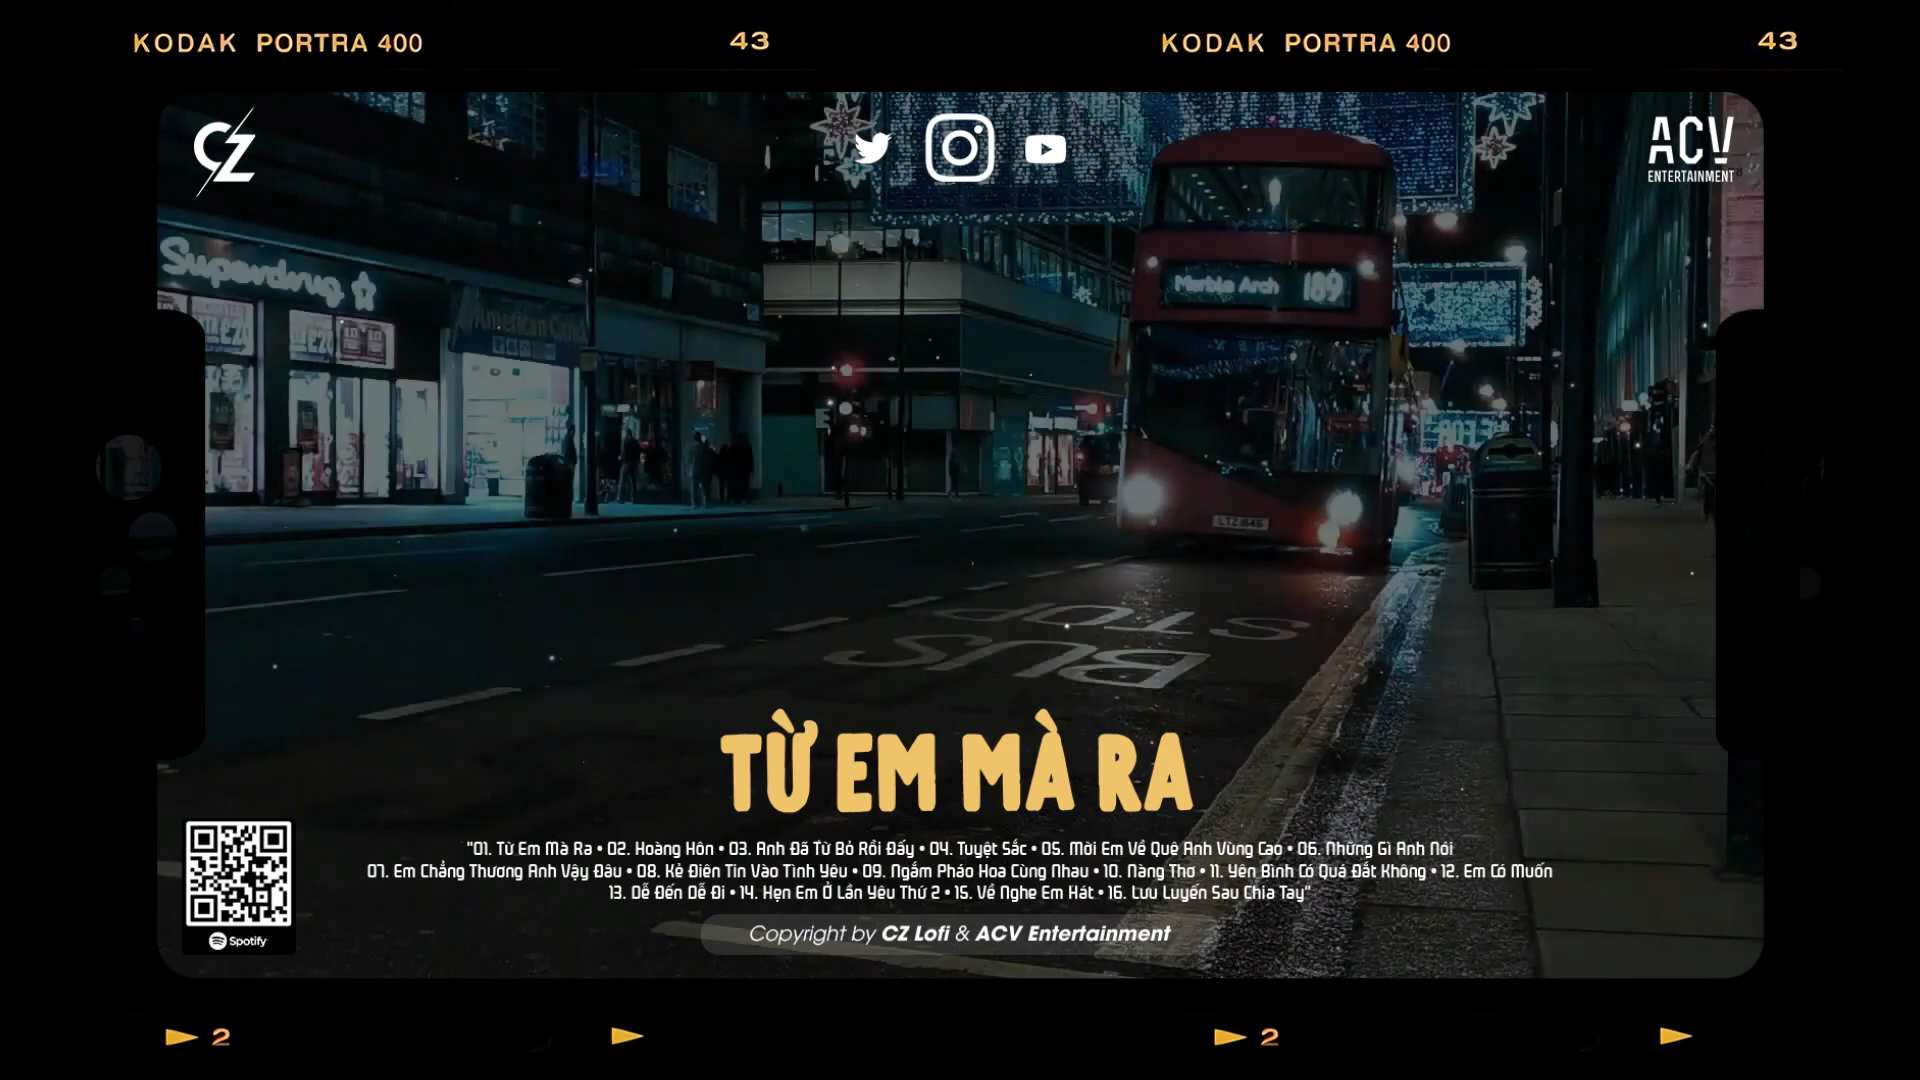 KODAK PORTRA 400 43 KODAK PORTRA 400 43
CZ
ACV
ENTERTAINMENT
Superdrug
American Candy
Marble Arch 189
BUS
STOP
TỪ EM MÀ RA
"01. Từ Em Mà Ra • 02. Hoàng Hôn • 03. Anh Đã Từ Bỏ Rồi Đấy • 04. Tuyệt Sắc • 05. Mời Em Về Quê Anh Vùng Cao • 06. Những Gì Anh Nói
07. Em Chẳng Thương Anh Vậy Đâu • 08. Kẻ Điên Tin Vào Tình Yêu • 09. Ngắm Pháo Hoa Cùng Nhau • 10. Nàng Thơ • 11. Yên Bình Có Quá Đắt Không • 12. Em Có Muốn
13. Dễ Đến Dễ Đi • 14. Hẹn Em Ở Lần Yêu Thứ 2 • 15. Về Nghe Em Hát • 16. Lưu Luyến Sau Chia Tay"
Spotify
Copyright by CZ Lofi & ACV Entertainment
2 2